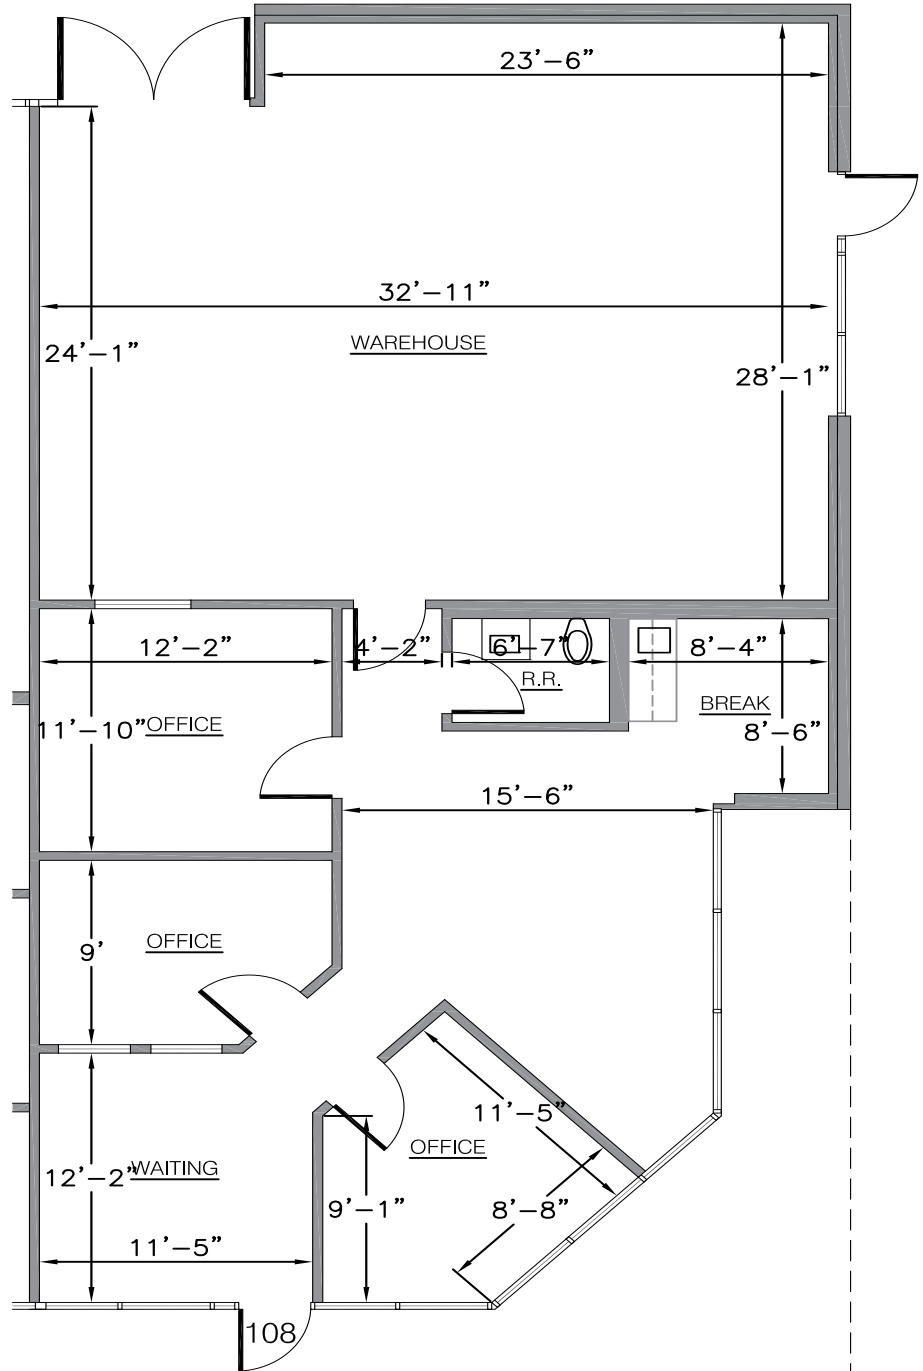 23’-6”
32’-11”
WAREHOUSE
24’-1”
28’-1”
12’-2”
4’-2”
6’-7”
8’-4”
R.R.
BREAK
11’-10”
OFFICE
8’-6”
15’-6”
OFFICE
9’
11’-5”
OFFICE
WAITING
12’-2”
9’-1”
8’-8”
11’-5”
108